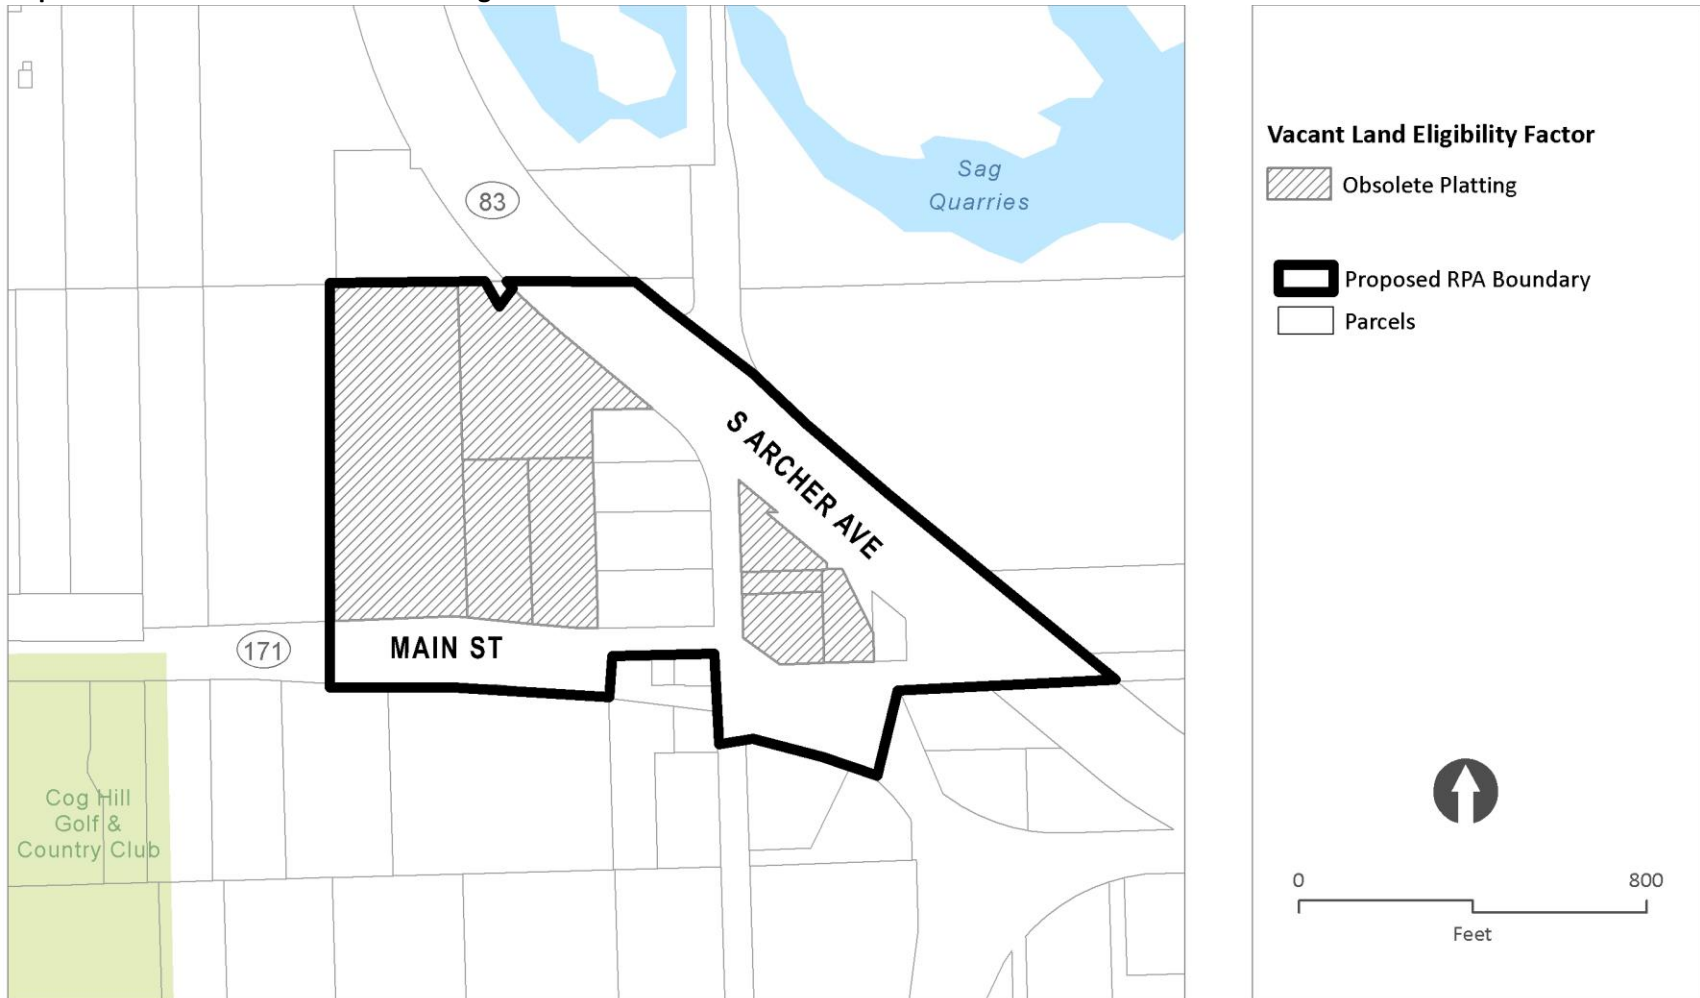 83
Sag
Quarries
S ARCHER AVE
MAIN ST
171
Cog Hill
Golf &
Country Club
Vacant Land Eligibility Factor
Obsolete Platting
Proposed RPA Boundary
Parcels
0 800
Feet